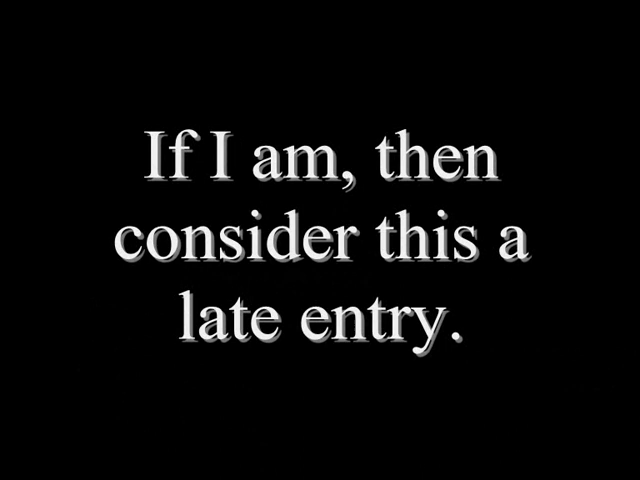 If I am, then
consider this a
late entry.